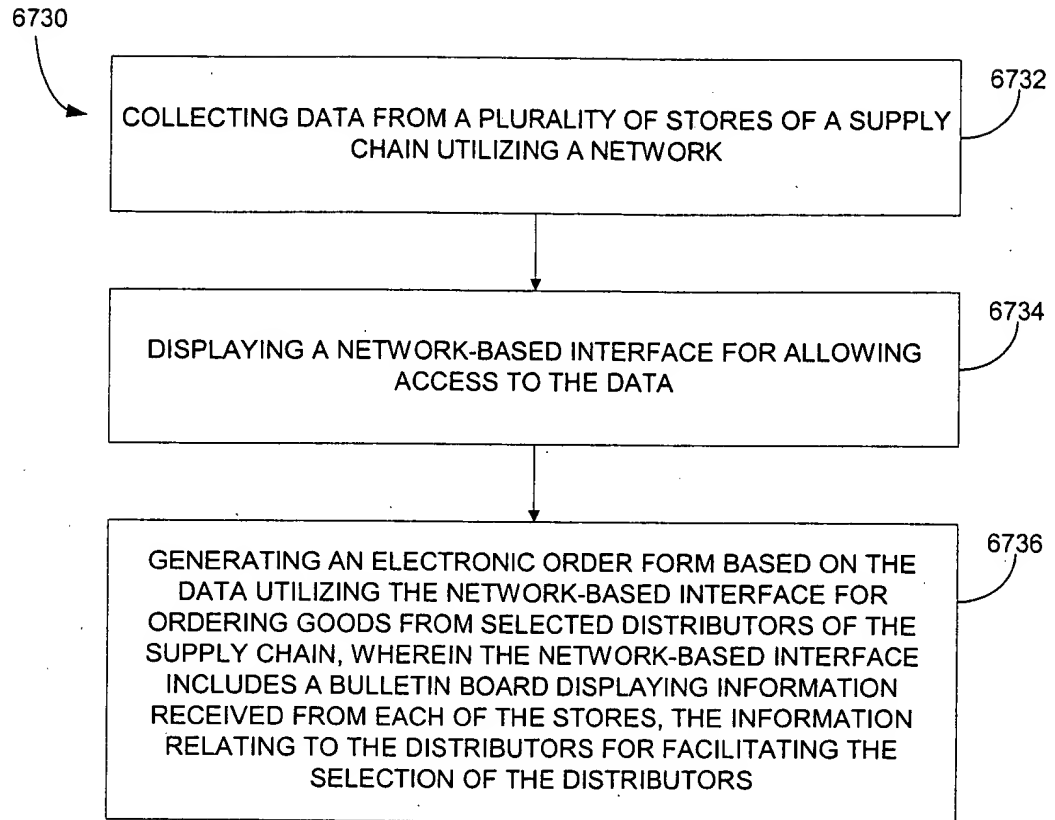 6730
6732
COLLECTING DATA FROM A PLURALITY OF STORES OF A SUPPLY
CHAIN UTILIZING A NETWORK
6734
DISPLAYING A NETWORK-BASED INTERFACE FOR ALLOWING
ACCESS TO THE DATA
6736
GENERATING AN ELECTRONIC ORDER FORM BASED ON THE
DATA UTILIZING THE NETWORK-BASED INTERFACE FOR
ORDERING GOODS FROM SELECTED DISTRIBUTORS OF THE
SUPPLY CHAIN, WHEREIN THE NETWORK-BASED INTERFACE
INCLUDES A BULLETIN BOARD DISPLAYING INFORMATION
RECEIVED FROM EACH OF THE STORES, THE INFORMATION
RELATING TO THE DISTRIBUTORS FOR FACILITATING THE
SELECTION OF THE DISTRIBUTORS